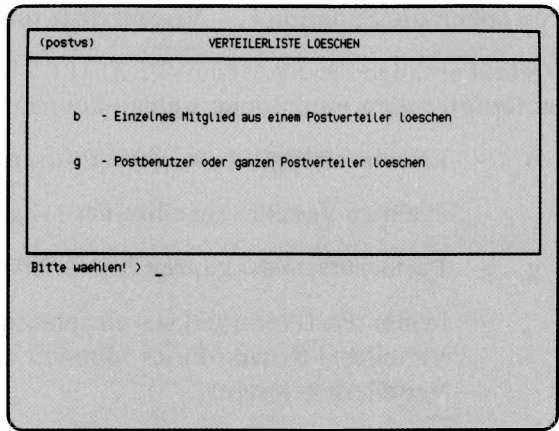 (postvs) VERTEILERLISTE LOESCHEN
b - Einzelnes Mitglied aus einem Postverteiler loeschen
g - Postbenutzer oder ganzen Postverteiler loeschen
Bitte waehlen! > _